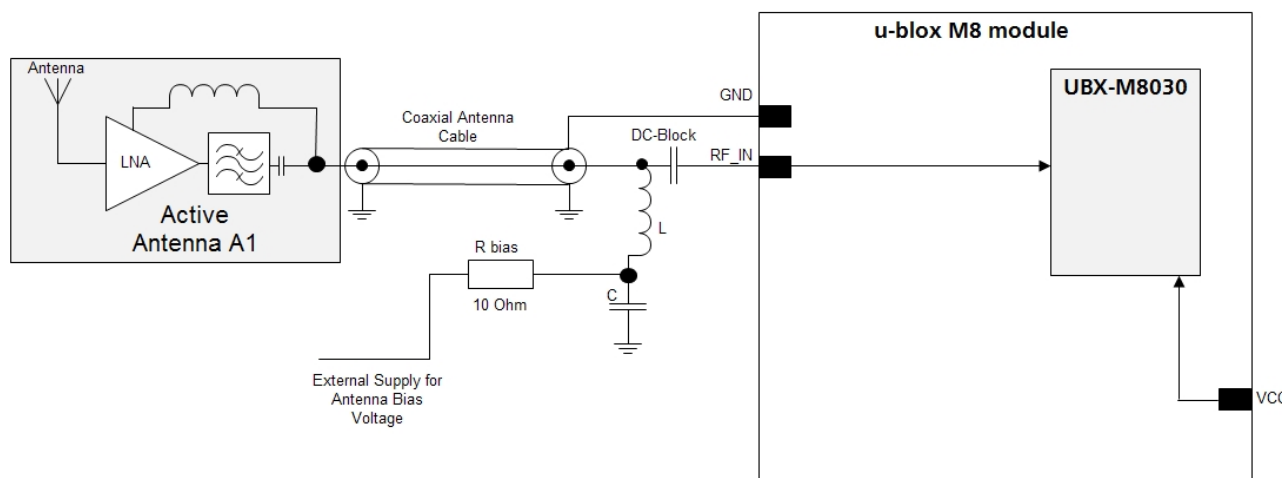 u-blox M8 module
Antenna
UBX-M8030
GND
Coaxial Antenna
Cable
DC-Block
LNA
RF_IN
Active
Antenna A1
L
R bias
C
10 Ohm
External Supply for
Antenna Bias
Voltage
VCC